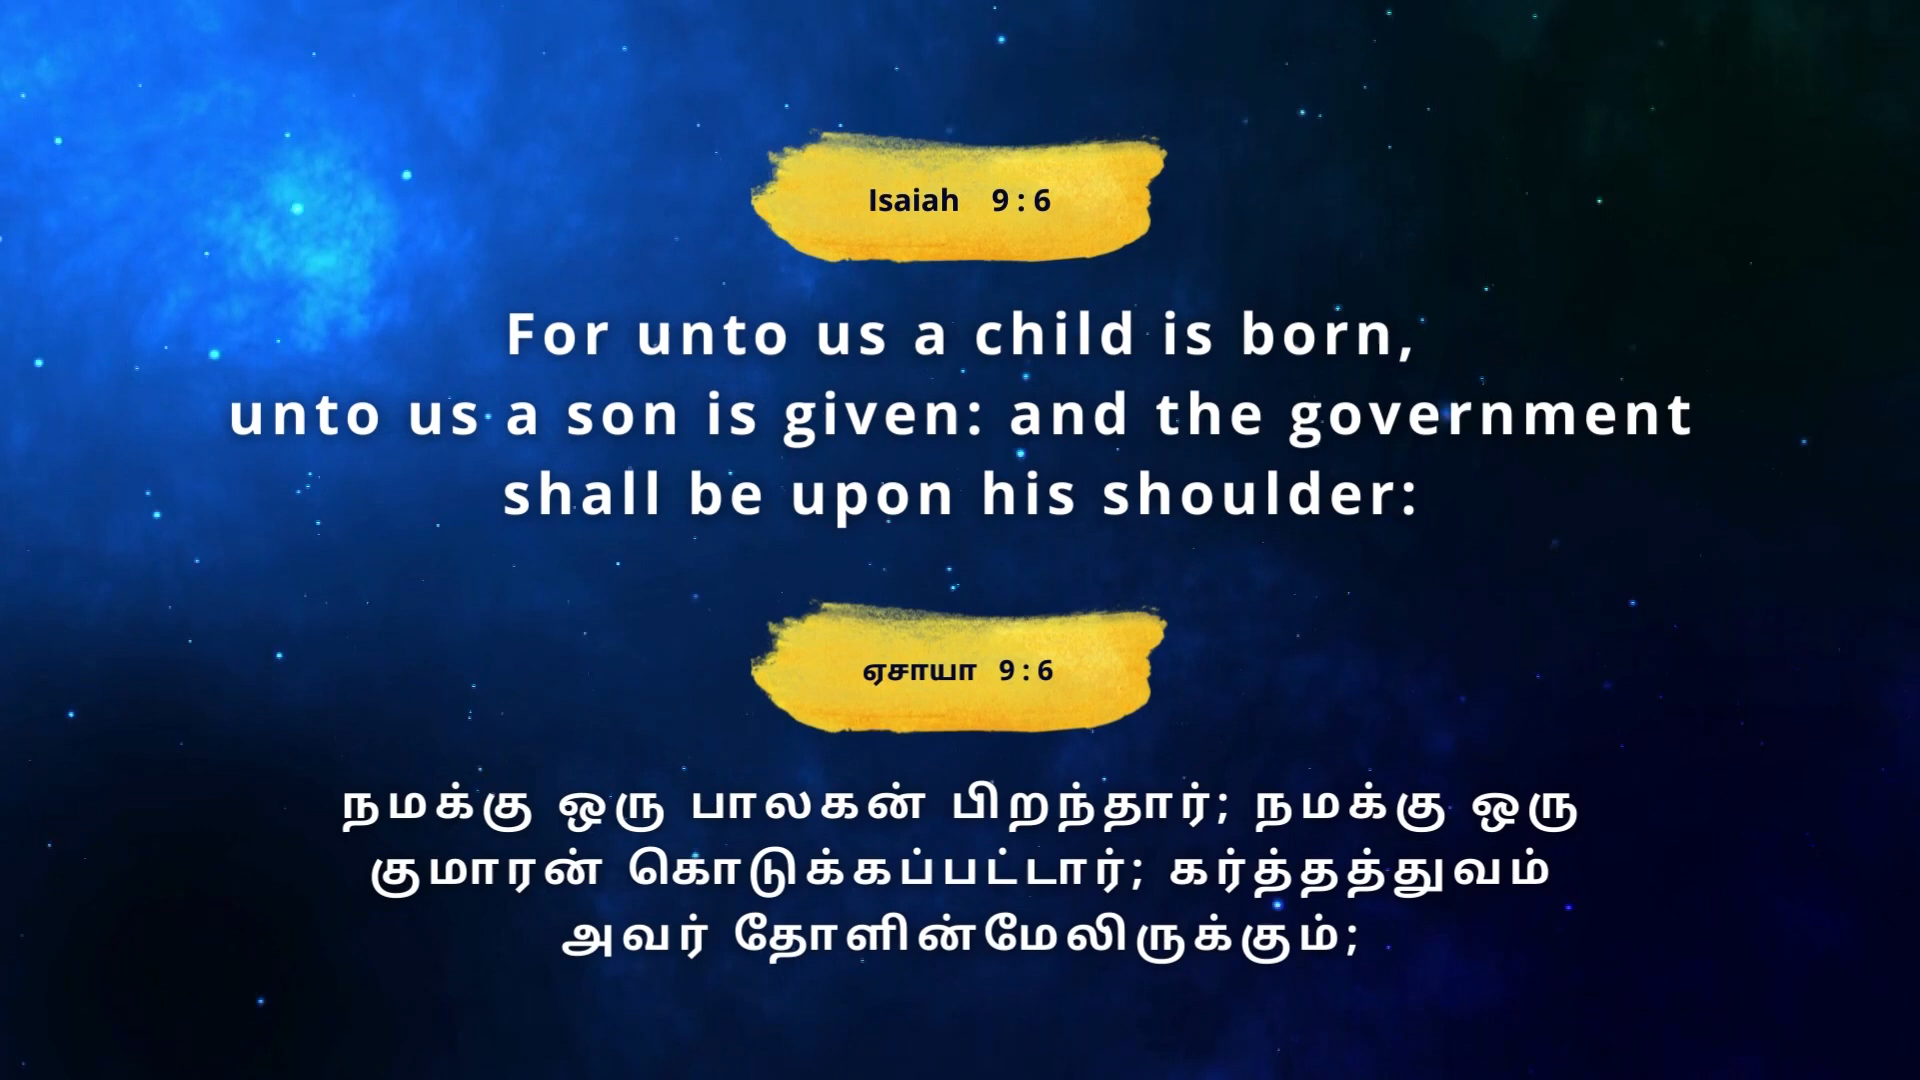 Isaiah 9:6
For unto us a child is born,
unto us a son is given: and the government
shall be upon his shoulder:
ஏசாயா 9:6
நமக்கு ஒரு பாலகன் பிறந்தார்; நமக்கு ஒரு
குமாரன் கொடுக்கப்பட்டார்; கர்த்தத்துவம்
அவர் தோளின்மேலிருக்கும்;